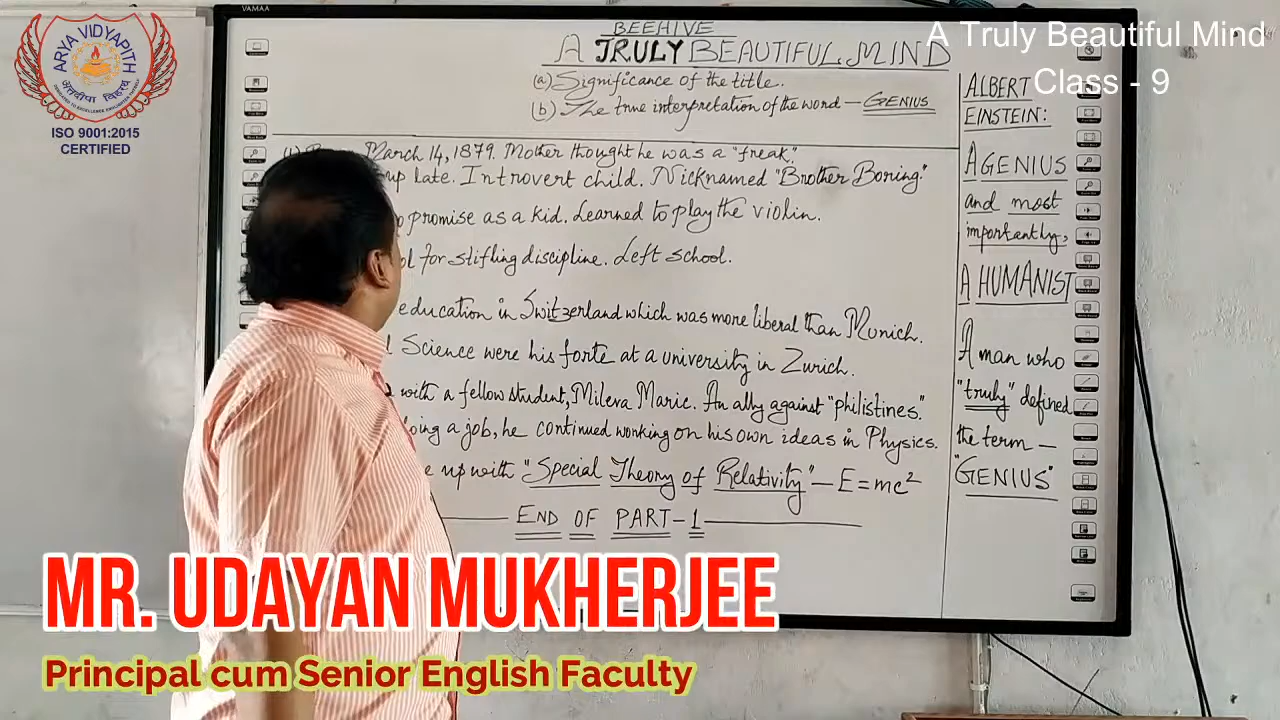 VAMAA
ARYA VIDYAPITH
ISO 9001:2015
CERTIFIED
A Truly Beautiful Mind
Class - 9
BEEHIVE
A TRULY BEAUTIFUL MIND
(a) Significance of the title..
(b) The true interpretation of the word — GENIUS
March 14, 1879. Mother thought he was a "freak".
up late. Introvert child. Nicknamed "Brother Boring."
promise as a kid. Learned to play the violin.
for stifling discipline. Left school.
education in Switzerland which was more liberal than Munich.
Science were his forte at a university in Zurich.
with a fellow student, Mileva Maric. An ally against "philistines."
doing a job, he continued working on his own ideas in Physics.
up with "Special Theory of Relativity" - E=mc²
END OF PART-1
ALBERT
EINSTEIN:
A GENIUS
and most
importantly,
A HUMANIST
A man who
"truly" defined
the term —
"GENIUS"
MR. UDAYAN MUKHERJEE
Principal cum Senior English Faculty